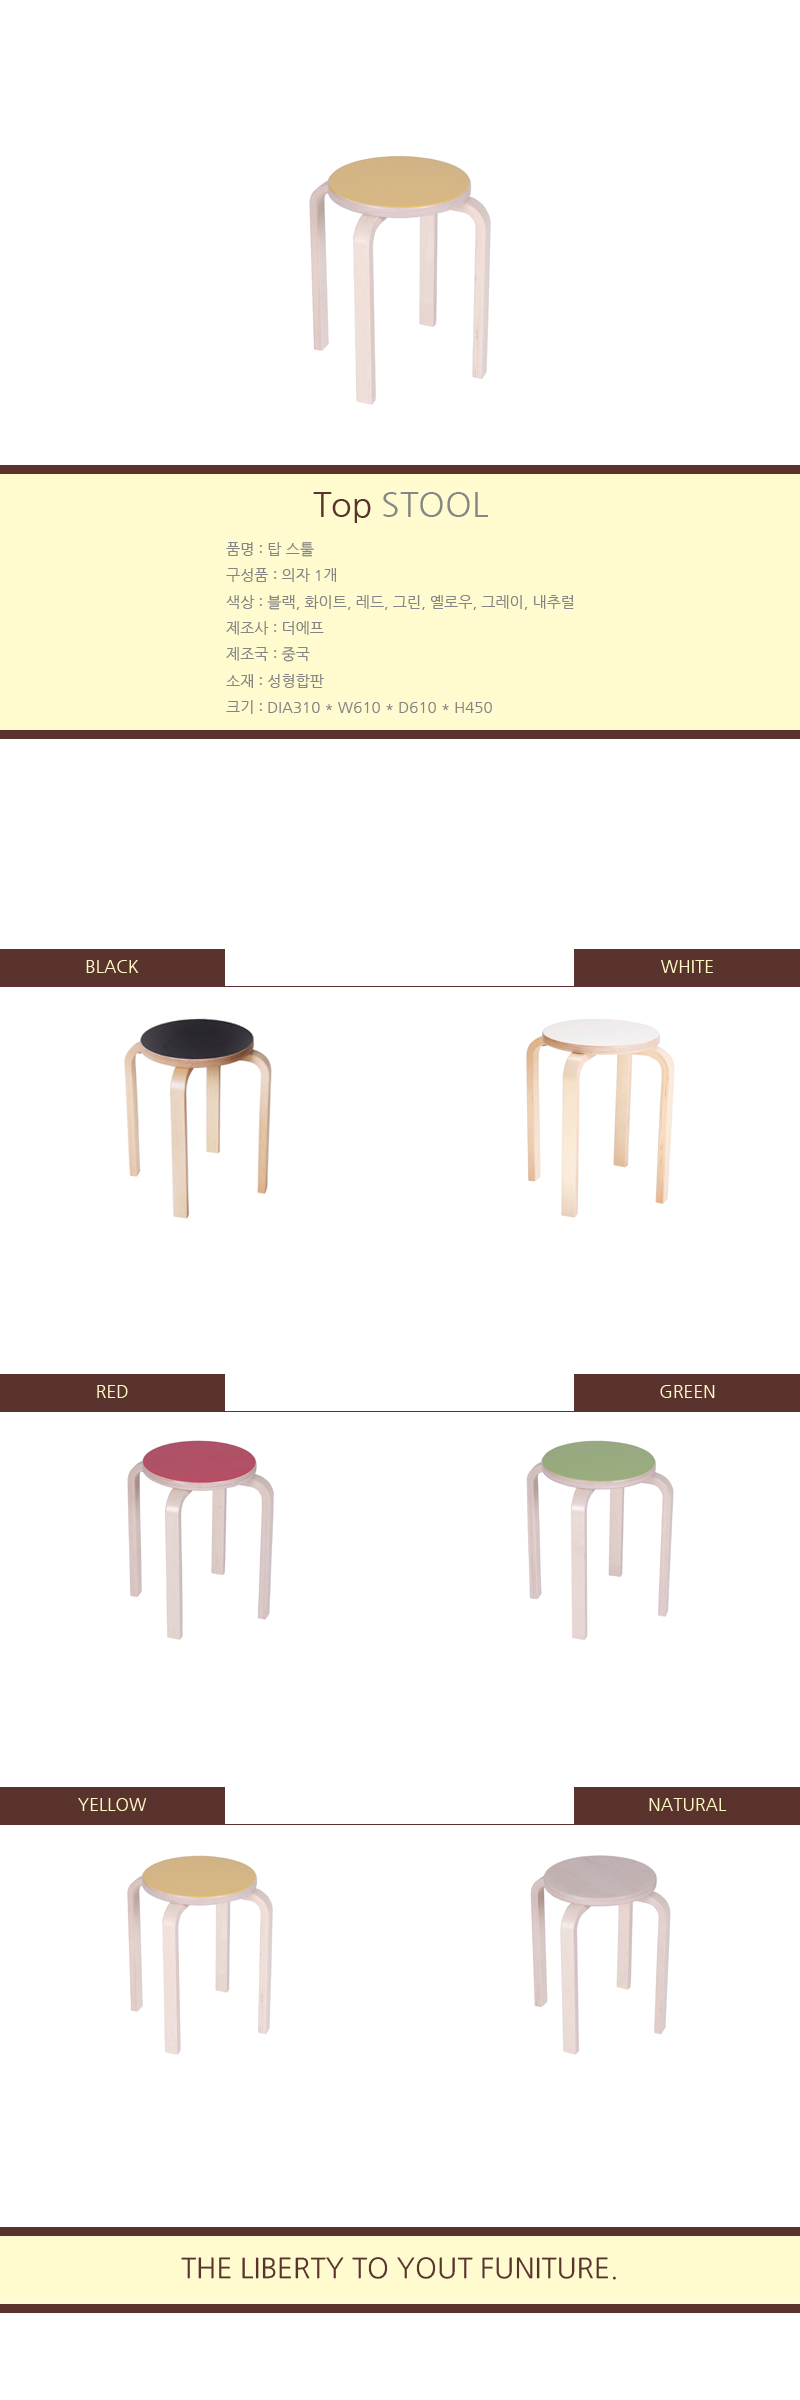 Top STOOL
품명 : 탑 스툴
구성품 : 의자 1개
색상 : 블랙, 화이트, 레드, 그린, 옐로우, 그레이, 내추럴
제조사 : 더에프
제조국 : 중국
소재 : 성형합판
크기 : DIA310 * W610 * D610 * H450
BLACK
WHITE
RED
GREEN
YELLOW
NATURAL
THE LIBERTY TO YOUT FUNITURE.